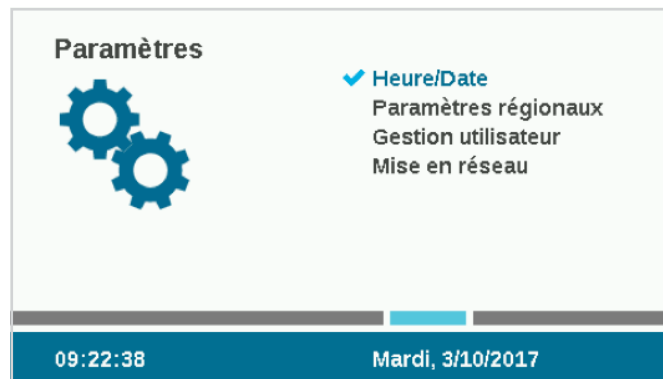 Paramètres
Heure/Date
Paramètres régionaux
Gestion utilisateur
Mise en réseau
09:22:38 Mardi, 3/10/2017